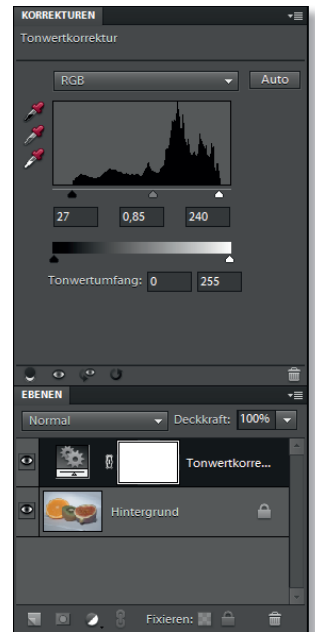 KORREKTUREN
Tonwertkorrektur
RGB Auto
27 0,85 240
Tonwertumfang: 0 255
EBENEN
Normal Deckkraft: 100%
Tonwertkorre...
Hintergrund
Fixieren: